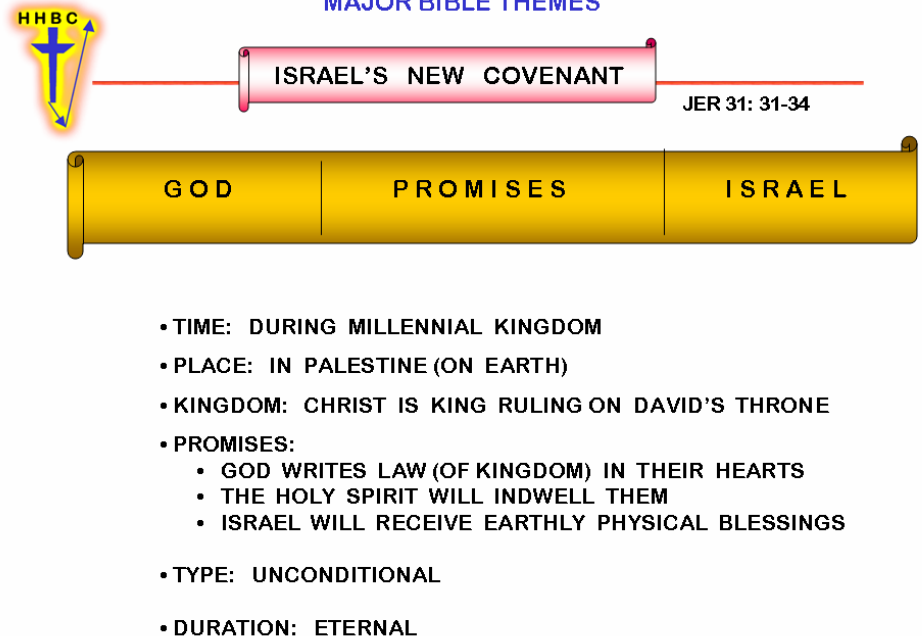 MAJOR BIBLE THEMES
HHBC
ISRAEL'S NEW COVENANT
JER 31: 31-34
GOD PROMISES ISRAEL
• TIME: DURING MILLENNIAL KINGDOM
• PLACE: IN PALESTINE (ON EARTH)
• KINGDOM: CHRIST IS KING RULING ON DAVID'S THRONE
• PROMISES:
• GOD WRITES LAW (OF KINGDOM) IN THEIR HEARTS
• THE HOLY SPIRIT WILL INDWELL THEM
• ISRAEL WILL RECEIVE EARTHLY PHYSICAL BLESSINGS
• TYPE: UNCONDITIONAL
• DURATION: ETERNAL